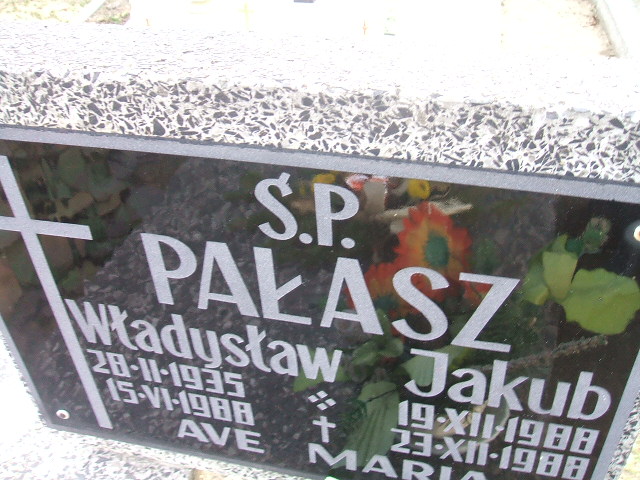 Ś.P.
PAŁASZ
Władysław Jakub
28·II·1935 19·XII·1988
15·VI·1988 23·XII·1988
AVE MARIA